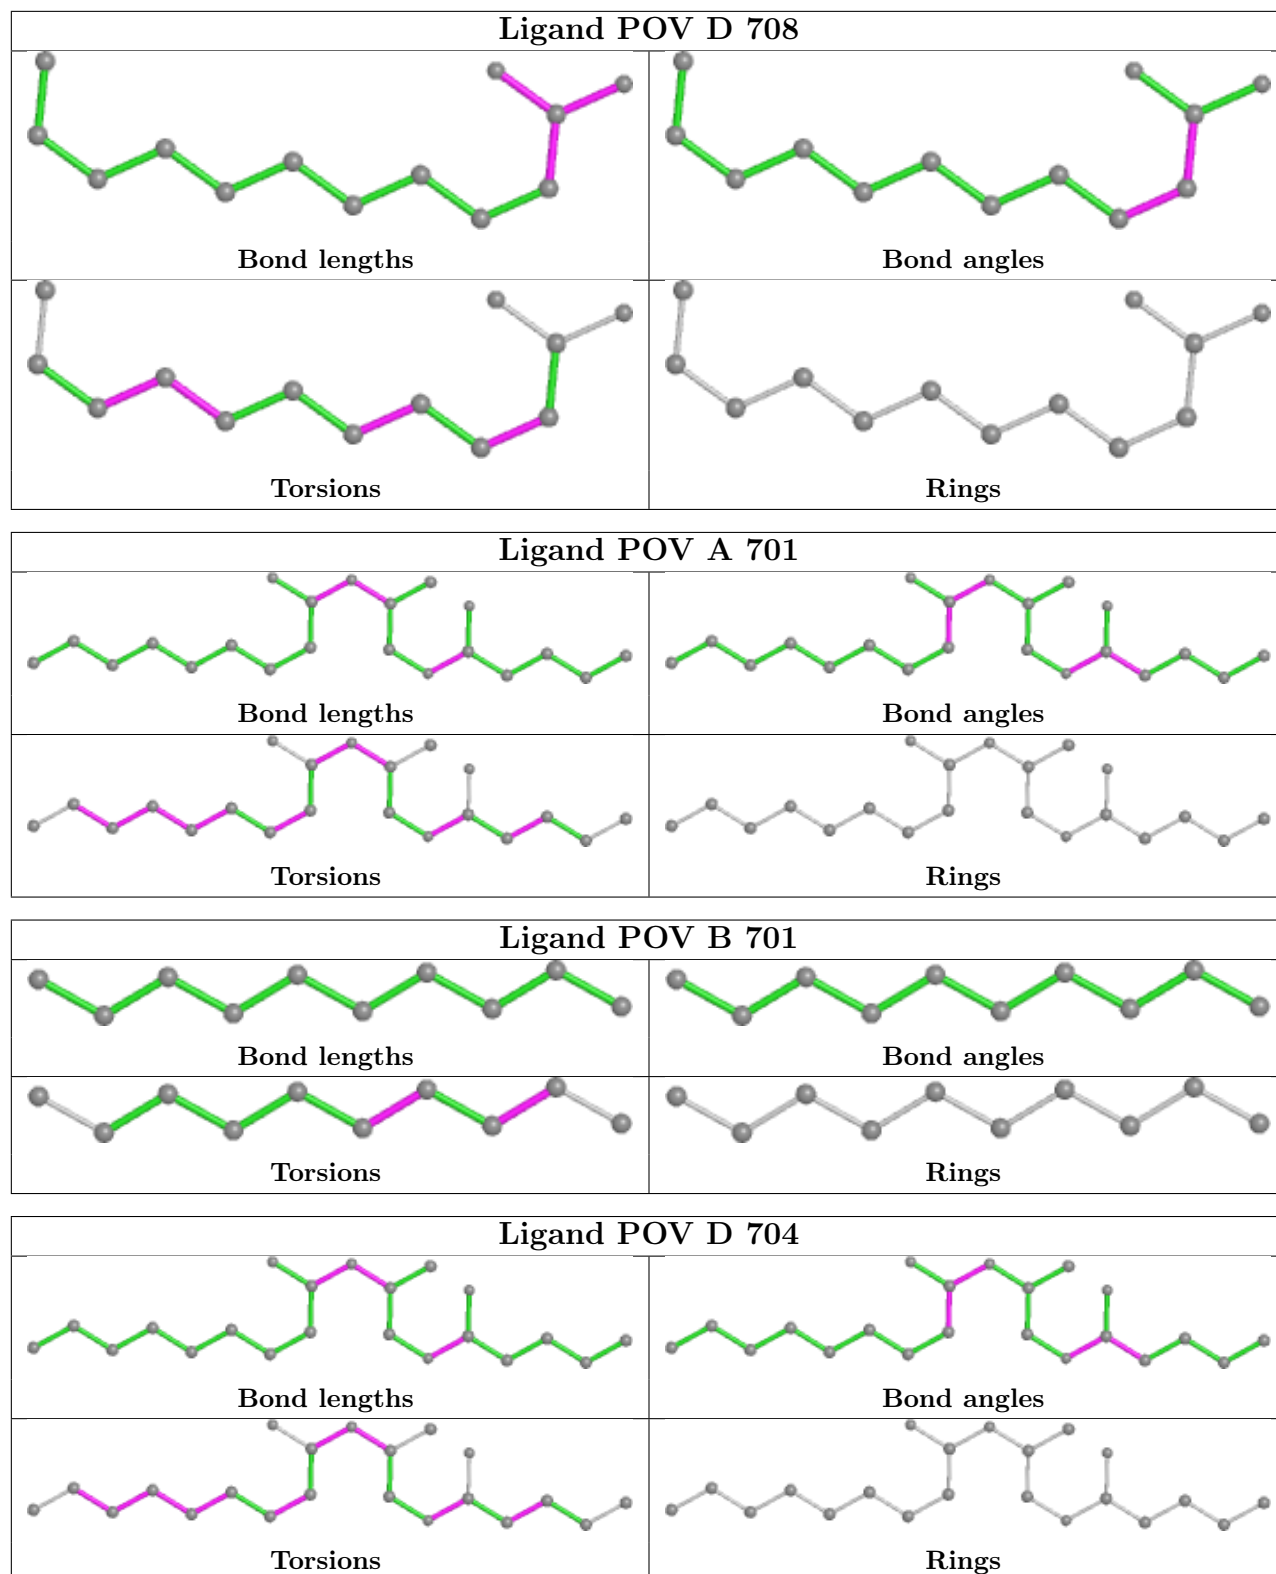 Ligand POV D 708
Bond lengths
Bond angles
Torsions
Rings
Ligand POV A 701
Bond lengths
Bond angles
Torsions
Rings
Ligand POV B 701
Bond lengths
Bond angles
Torsions
Rings
Ligand POV D 704
Bond lengths
Bond angles
Torsions
Rings